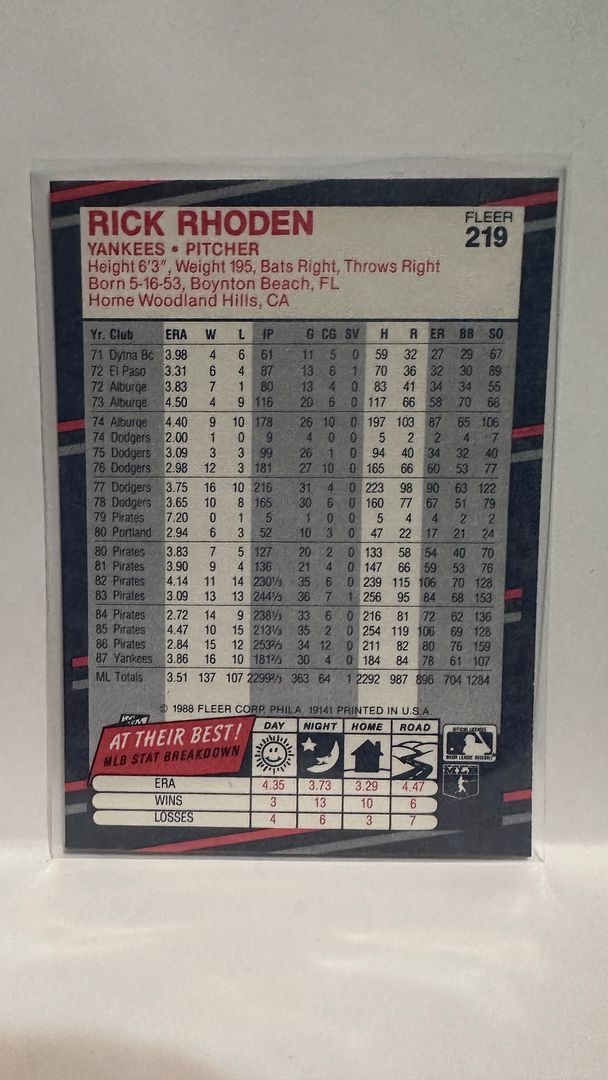 RICK RHODEN
FLEER
219
YANKEES • PITCHER
Height 6'3", Weight 195, Bats Right, Throws Right
Born 5-16-53, Boynton Beach, FL
Home Woodland Hills, CA
Yr. Club ERA W L IP G CG SV H R ER BB SO
71 Dytna Bc 3.98 4 6 61 11 5 0 59 32 27 29 67
72 El Paso 3.31 6 4 87 13 6 1 70 36 32 30 89
72 Alburqe 3.83 7 1 80 13 4 0 83 41 34 34 55
73 Alburqe 4.50 4 9 116 20 6 0 117 66 58 70 68
74 Alburqe 4.40 9 10 178 26 10 0 197 103 87 65 106
74 Dodgers 2.00 1 0 9 4 0 0 5 2 2 4 7
75 Dodgers 3.09 3 3 99 26 1 0 94 40 34 32 40
76 Dodgers 2.98 12 3 181 27 10 0 165 66 60 53 77
77 Dodgers 3.75 16 10 216 31 4 0 223 98 90 63 122
78 Dodgers 3.65 10 8 165 30 6 0 160 77 67 51 79
79 Pirates 7.20 0 1 5 1 0 0 5 4 4 2 2
80 Portland 2.94 6 3 52 10 3 0 47 22 17 21 24
80 Pirates 3.83 7 5 127 20 2 0 133 58 54 40 70
81 Pirates 3.90 9 4 136 21 4 0 147 66 59 53 76
82 Pirates 4.14 11 14 230⅓ 35 6 0 239 115 106 70 128
83 Pirates 3.09 13 13 244⅓ 36 7 1 256 95 84 68 153
84 Pirates 2.72 14 9 238⅓ 33 6 0 216 81 72 62 136
85 Pirates 4.47 10 15 213⅓ 35 2 0 254 119 106 69 128
86 Pirates 2.84 15 12 253⅔ 34 12 0 211 82 80 76 159
87 Yankees 3.86 16 10 181⅔ 30 4 0 184 84 78 61 107
ML Totals 3.51 137 107 2299⅔ 363 64 1 2292 987 896 704 1284
© 1988 FLEER CORP. PHILA. 19141 PRINTED IN U.S.A.
AT THEIR BEST!
MLB STAT BREAKDOWN
DAY NIGHT HOME ROAD
ERA 4.35 3.73 3.29 4.47
WINS 3 13 10 6
LOSSES 4 6 3 7
OFFICIAL LICENSEE
MAJOR LEAGUE BASEBALL